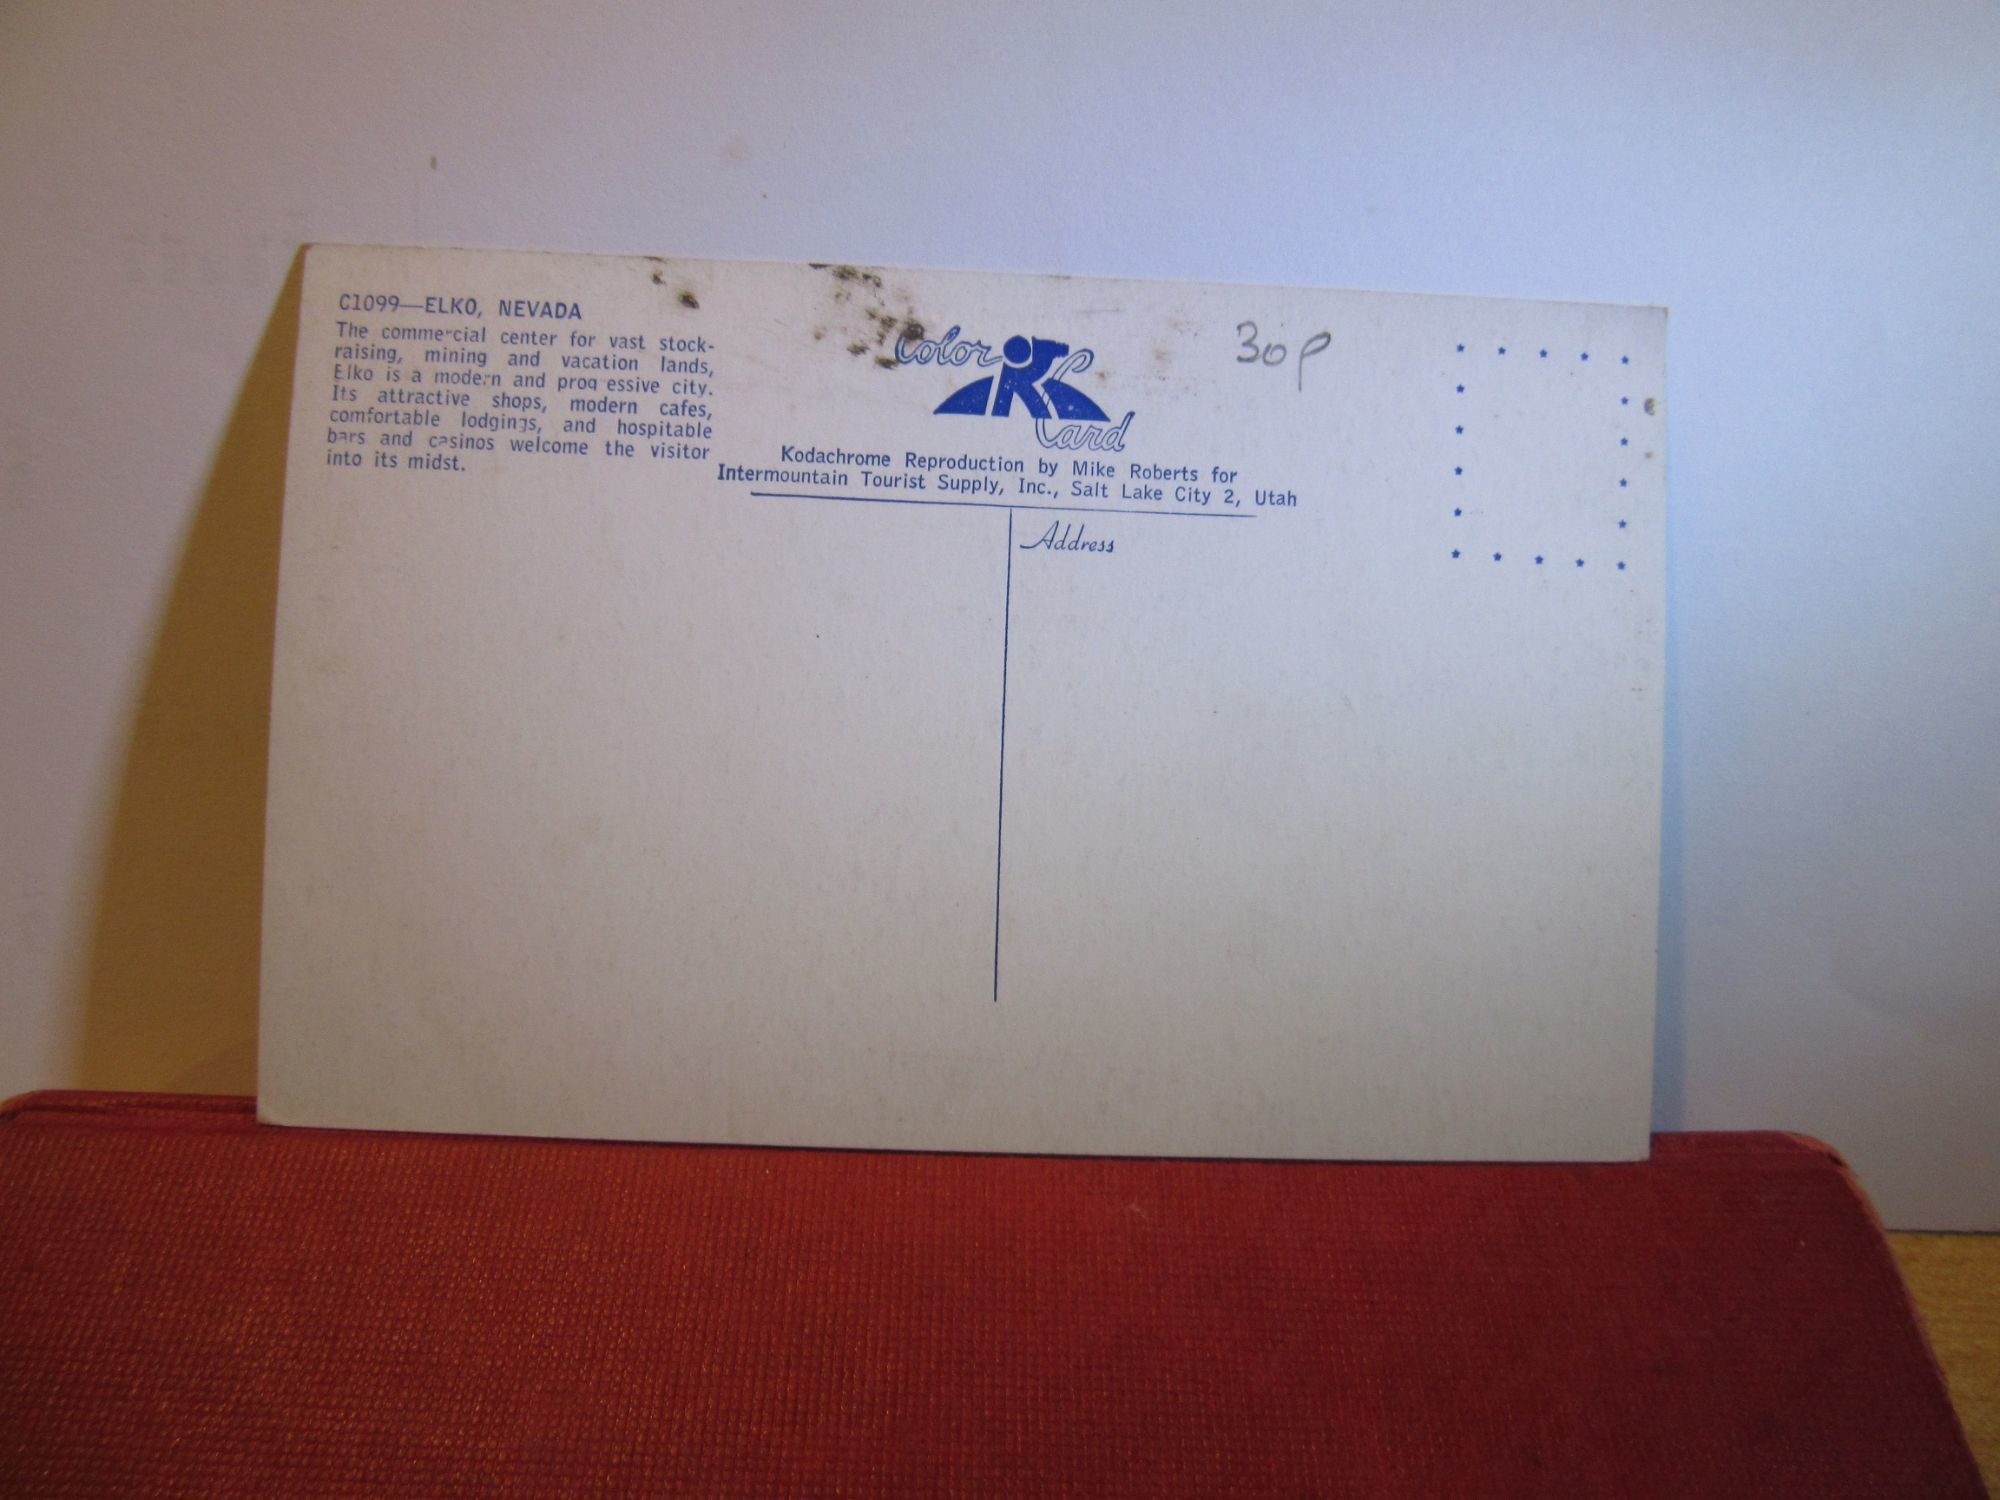 C1099—ELKO, NEVADA
The commercial center for vast stock-
raising, mining and vacation lands,
Elko is a modern and prog essive city.
Its attractive shops, modern cafes,
comfortable lodgings, and hospitable
bars and casinos welcome the visitor
into its midst.
Color
Card
30p
Kodachrome Reproduction by Mike Roberts for
Intermountain Tourist Supply, Inc., Salt Lake City 2, Utah
Address